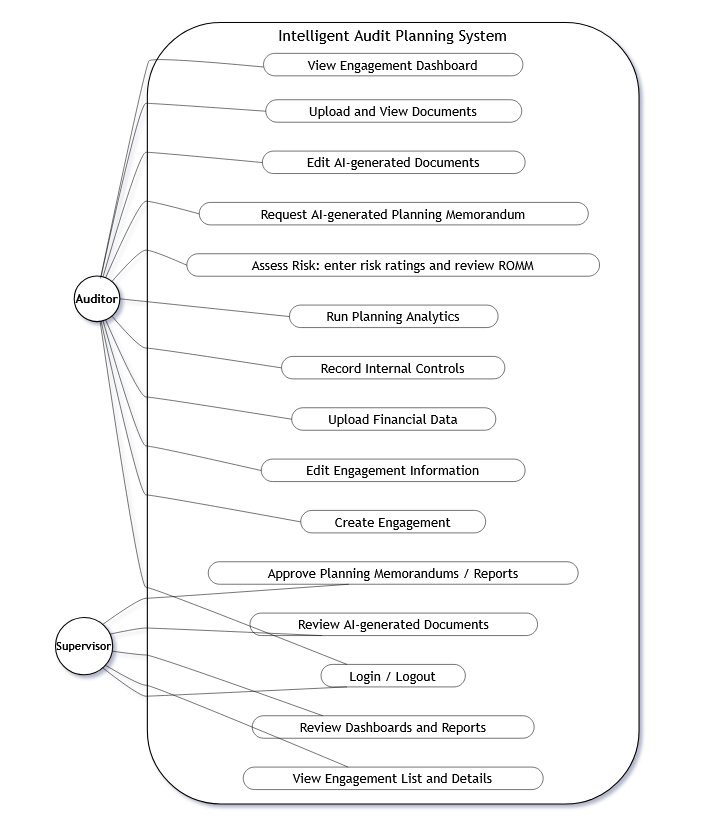 Intelligent Audit Planning System
View Engagement Dashboard
Upload and View Documents
Edit AI-generated Documents
Request AI-generated Planning Memorandum
Assess Risk: enter risk ratings and review ROMM
Auditor
Run Planning Analytics
Record Internal Controls
Upload Financial Data
Edit Engagement Information
Create Engagement
Approve Planning Memorandums / Reports
Review AI-generated Documents
Supervisor
Login / Logout
Review Dashboards and Reports
View Engagement List and Details